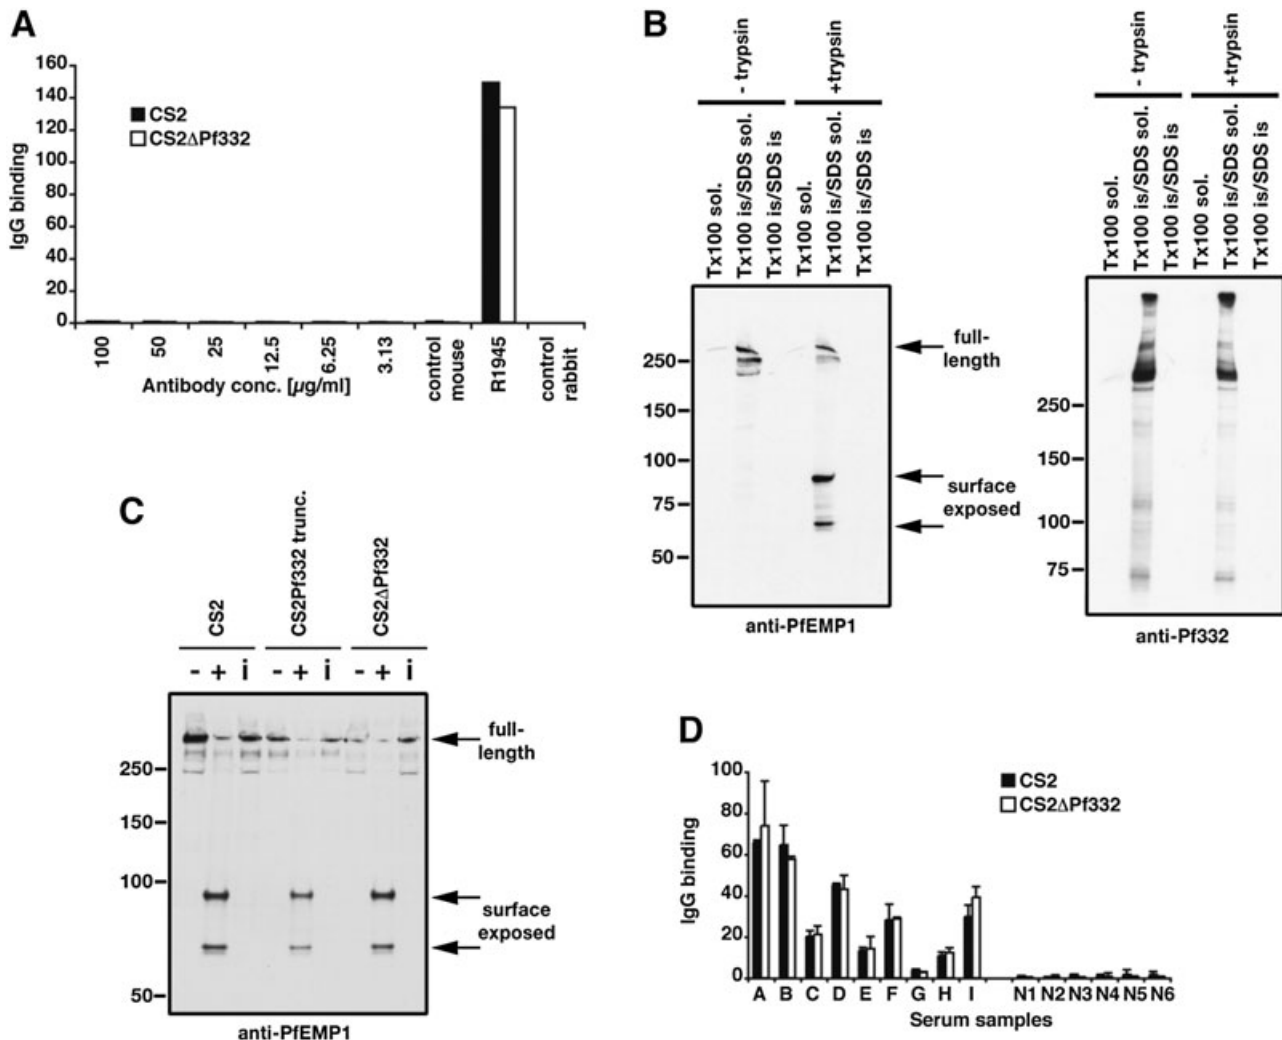 A
160
140
120
100
80
60
40
20
0
IgG binding
CS2
CS2ΔPf332
100
50
25
12.5
6.25
3.13
control mouse
R1945
control rabbit
Antibody conc. [µg/ml]
B
- trypsin
+trypsin
Tx100 sol.
Tx100 is/SDS sol.
Tx100 is/SDS is
Tx100 sol.
Tx100 is/SDS sol.
Tx100 is/SDS is
250
150
100
75
50
full-
length
surface
exposed
anti-PfEMP1
- trypsin
+trypsin
Tx100 sol.
Tx100 is/SDS sol.
Tx100 is/SDS is
Tx100 sol.
Tx100 is/SDS sol.
Tx100 is/SDS is
250
150
100
75
anti-Pf332
C
CS2
CS2Pf332 trunc.
CS2ΔPf332
- + i - + i - + i
250
150
100
50
full-
length
surface
exposed
anti-PfEMP1
D
100
80
60
40
20
0
IgG binding
CS2
CS2ΔPf332
A B C D E F G H I N1 N2 N3 N4 N5 N6
Serum samples